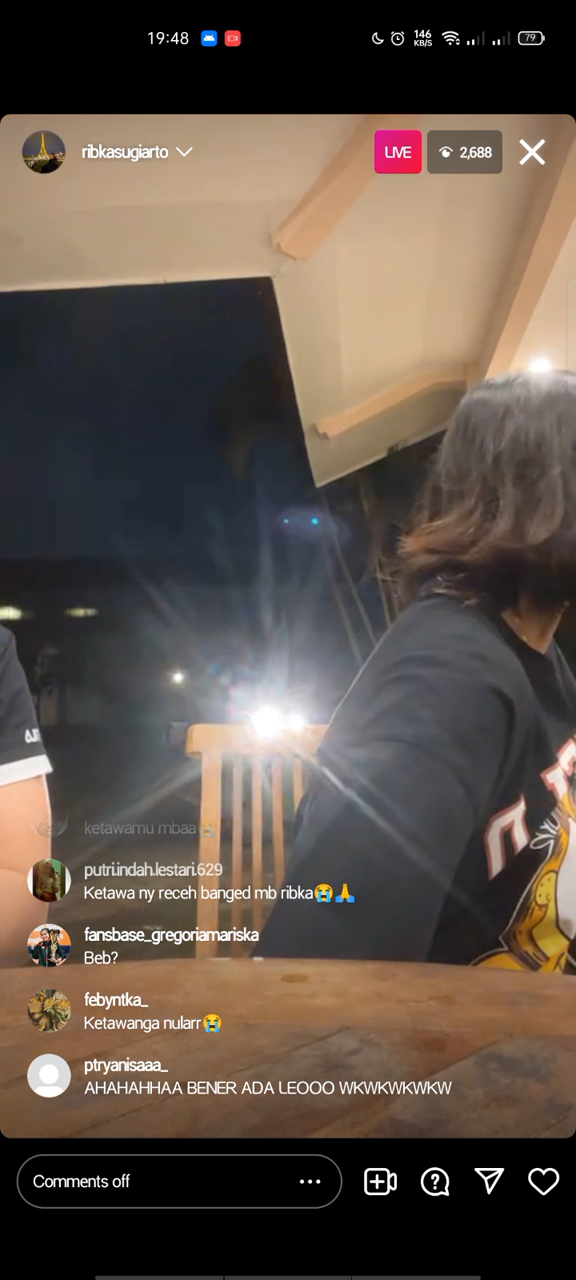 19:48
146
KB/S
79
ribkasugiarto
LIVE
2,688
ketawamu mbaa😭
putri.indah.lestari.629
Ketawa ny receh banged mb ribka😭🙏
fansbase_gregoriamariska
Beb?
febyntka_
Ketawanga nularr😭
ptryanisaaa_
AHAHAHHAA BENER ADA LEOOO WKWKWKWKW
Comments off